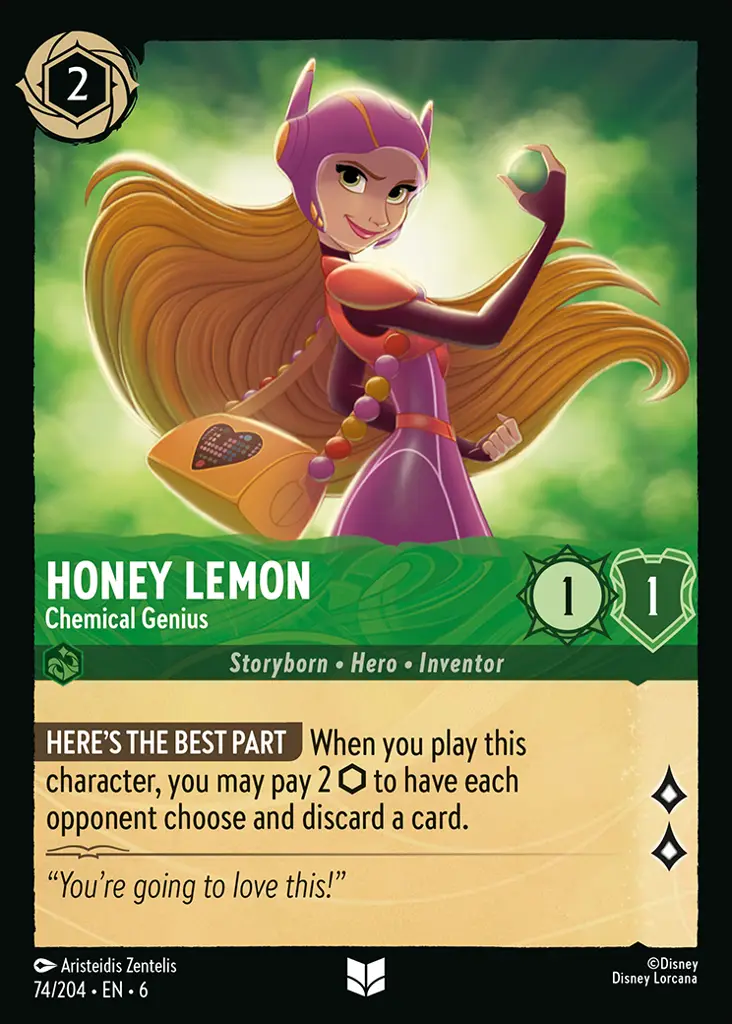 2
HONEY LEMON
Chemical Genius
1
1
Storyborn • Hero • Inventor
HERE'S THE BEST PART When you play this
character, you may pay 2 ⬡ to have each
opponent choose and discard a card.
“You're going to love this!”
Aristeidis Zentelis
74/204 • EN • 6
©Disney
Disney Lorcana